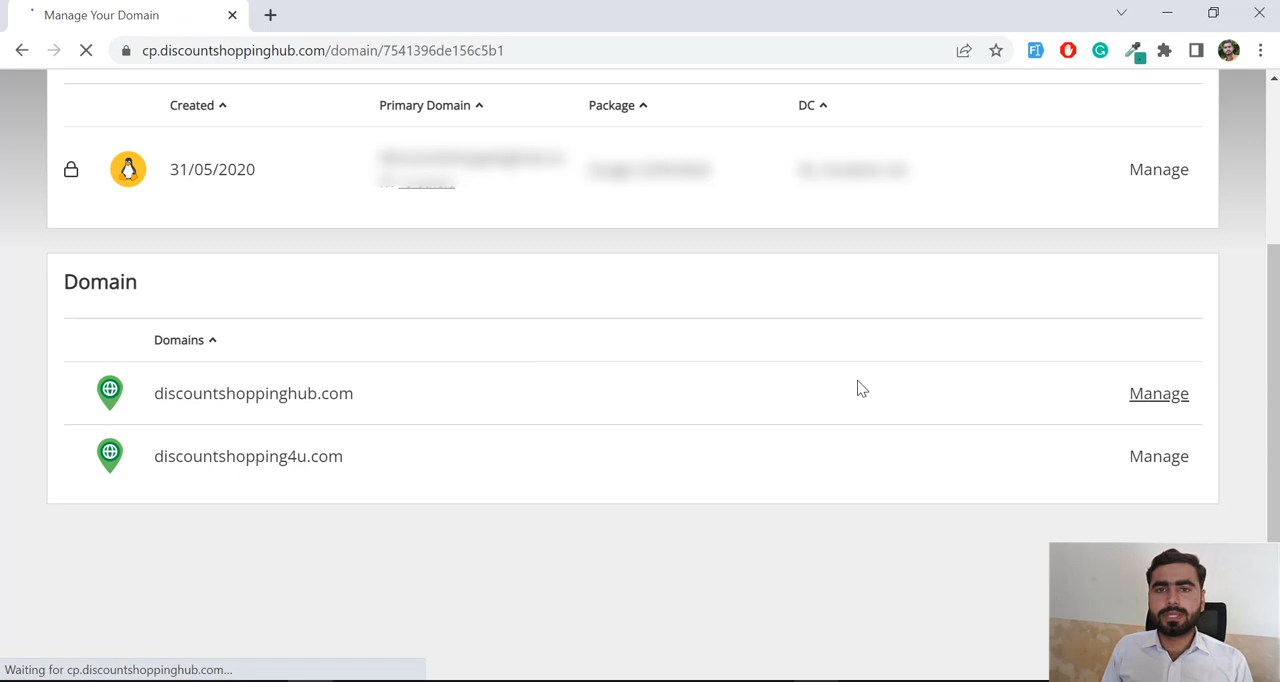 Manage Your Domain
cp.discountshoppinghub.com/domain/7541396de156c5b1
Created
Primary Domain
Package
DC
31/05/2020
Manage
Domain
Domains
discountshoppinghub.com
Manage
discountshopping4u.com
Manage
Waiting for cp.discountshoppinghub.com...